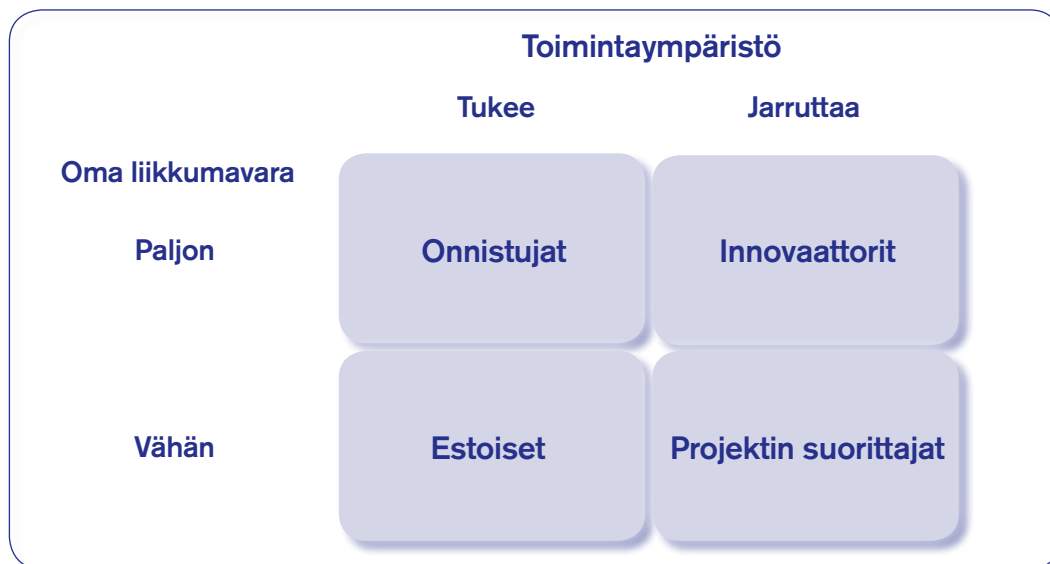 Toimintaympäristö
Tukee Jarruttaa
Oma liikkumavara
Paljon Onnistujat Innovaattorit
Vähän Estoiset Projektin suorittajat